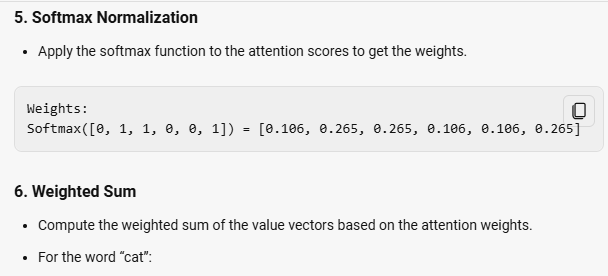 5. Softmax Normalization
• Apply the softmax function to the attention scores to get the weights.
Weights:
Softmax([0, 1, 1, 0, 0, 1]) = [0.106, 0.265, 0.265, 0.106, 0.106, 0.265]
6. Weighted Sum
• Compute the weighted sum of the value vectors based on the attention weights.
• For the word “cat”: